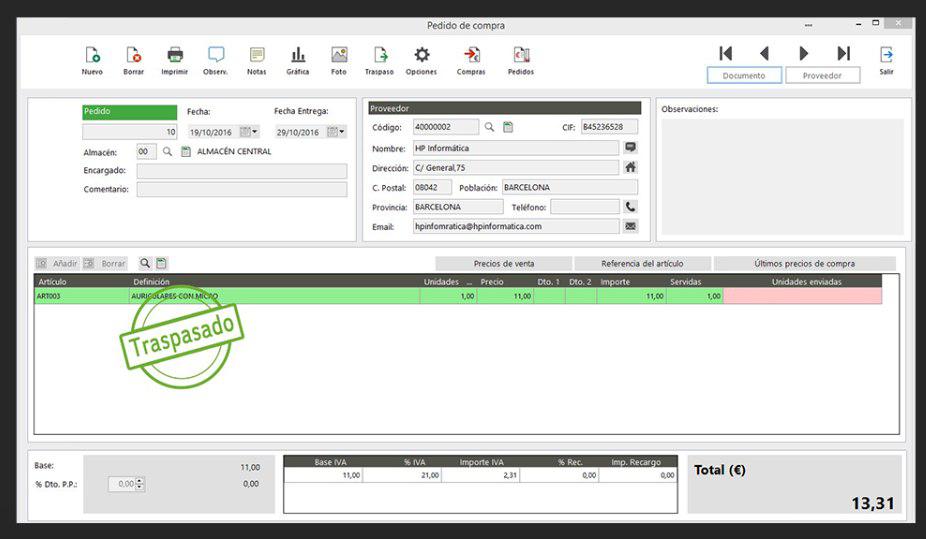 Pedido de compra
Nuevo Borrar Imprimir Observ. Notas Gráfica Foto Traspaso Opciones Compras Pedidos Documento Proveedor Salir
Pedido Fecha: Fecha Entrega:
10 19/10/2016 29/10/2016
Almacén: 00 ALMACÉN CENTRAL
Encargado:
Comentario:
Proveedor
Código: 40000002 CIF: B45236528
Nombre: HP Informática
Dirección: C/ General,75
C. Postal: 08042 Población: BARCELONA
Provincia: BARCELONA Teléfono:
Email: hpinfomratica@hpinformatica.com
Observaciones:
Añadir Borrar Precios de venta Referencia del artículo Últimos precios de compra
Artículo Definición Unidades ... Precio Dto. 1 Dto. 2 Importe Servidas Unidades enviadas
ART003 AURICULARES CON MICRO 1,00 11,00 11,00 1,00
Traspasado
Base: 11,00
% Dto. P.P.: 0,00 0,00
Base IVA % IVA Importe IVA % Rec. Imp. Recargo
11,00 21,00 2,31 0,00 0,00
Total (€)
13,31